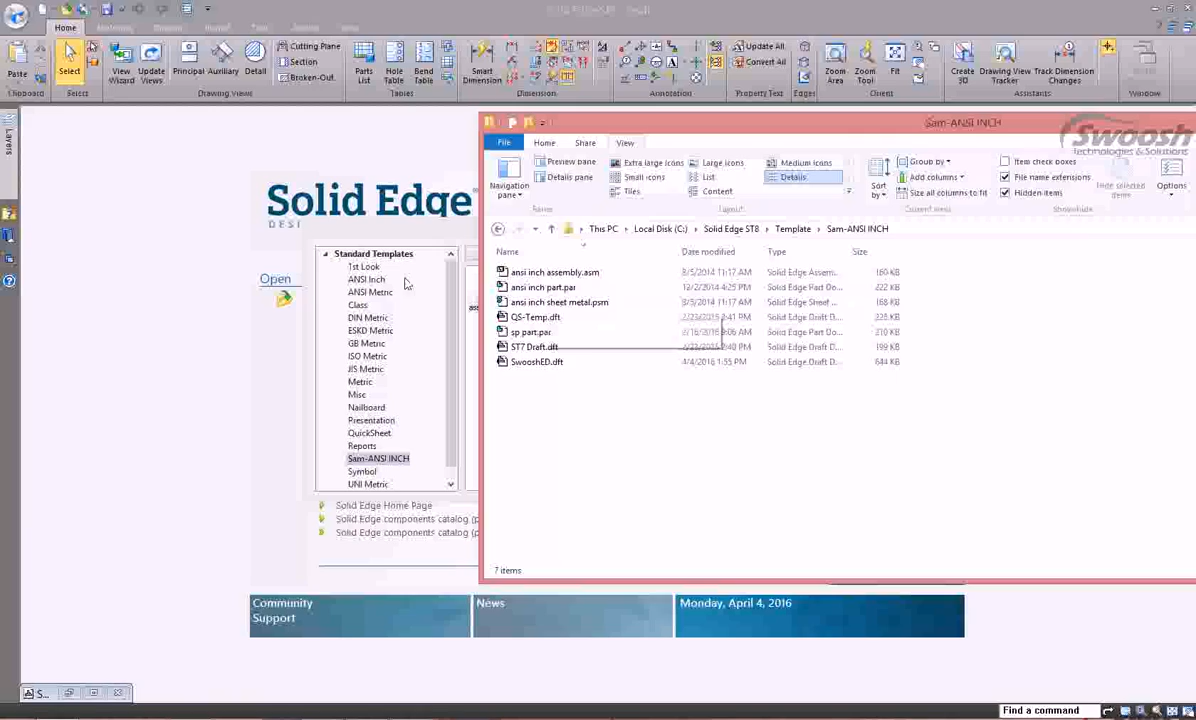 Home
Paste
Select
View Wizard
Update Views
Principal
Auxiliary
Detail
Cutting Plane
Section
Broken-Out
Parts List
Hole Table
Bend Table
Smart Dimension
Update All
Convert All
Zoom Area
Zoom Tool
Fit
Create 3D
Drawing View Tracker
Track Dimension Changes
Clipboard
Select
Drawing Views
Tables
Dimension
Annotation
Property Text
Edges
Orient
Assistants
Window
Layers
Solid Edge
DESI
Open
Standard Templates
1st Look
ANSI Inch
ANSI Metric
Class
DIN Metric
ESKD Metric
GB Metric
ISO Metric
JIS Metric
Metric
Misc
Nailboard
Presentation
QuickSheet
Reports
Sam-ANSI INCH
Symbol
UNI Metric
Solid Edge Home Page
Solid Edge components catalog (p
Solid Edge components catalog (p
Sam-ANSI INCH
Swoosh
Technologies & Solutions
File
Home
Share
View
Navigation pane
Preview pane
Details pane
Extra large icons
Large icons
Medium icons
Small icons
List
Details
Tiles
Content
Sort by
Group by
Add columns
Size all columns to fit
Item check boxes
File name extensions
Hidden items
Hide selected items
Options
Panes
Layout
Current view
Show/hide
This PC
Local Disk (C:)
Solid Edge ST8
Template
Sam-ANSI INCH
Name Date modified Type Size
ansi inch assembly.asm 8/5/2014 11:17 AM Solid Edge Assem... 160 KB
ansi inch part.par 12/2/2014 4:25 PM Solid Edge Part Do... 222 KB
ansi inch sheet metal.psm 8/5/2014 11:17 AM Solid Edge Sheet ... 168 KB
QS-Temp.dft Solid Edge Draft D... 225 KB
sp part.par Solid Edge Part Do... 210 KB
ST7 Draft.dft Solid Edge Draft D... 199 KB
SwooshED.dft 4/4/2016 1:55 PM Solid Edge Draft D... 644 KB
7 items
Community
Support
News
Monday, April 4, 2016
S...
Find a command